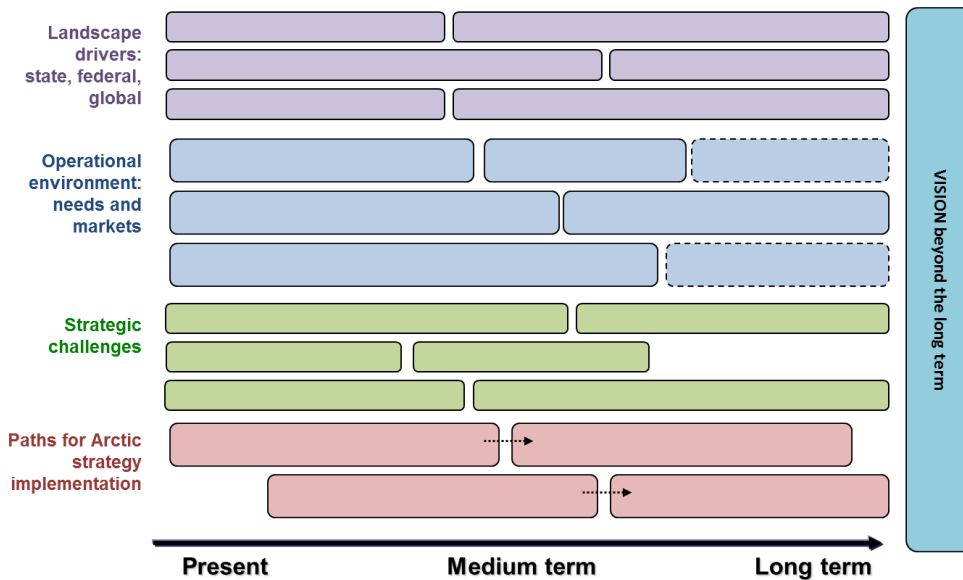 Landscape
drivers:
state, federal,
global
Operational
environment:
needs and
markets
Strategic
challenges
Paths for Arctic
strategy
implementation
Present
Medium term
Long term
VISION beyond the long term